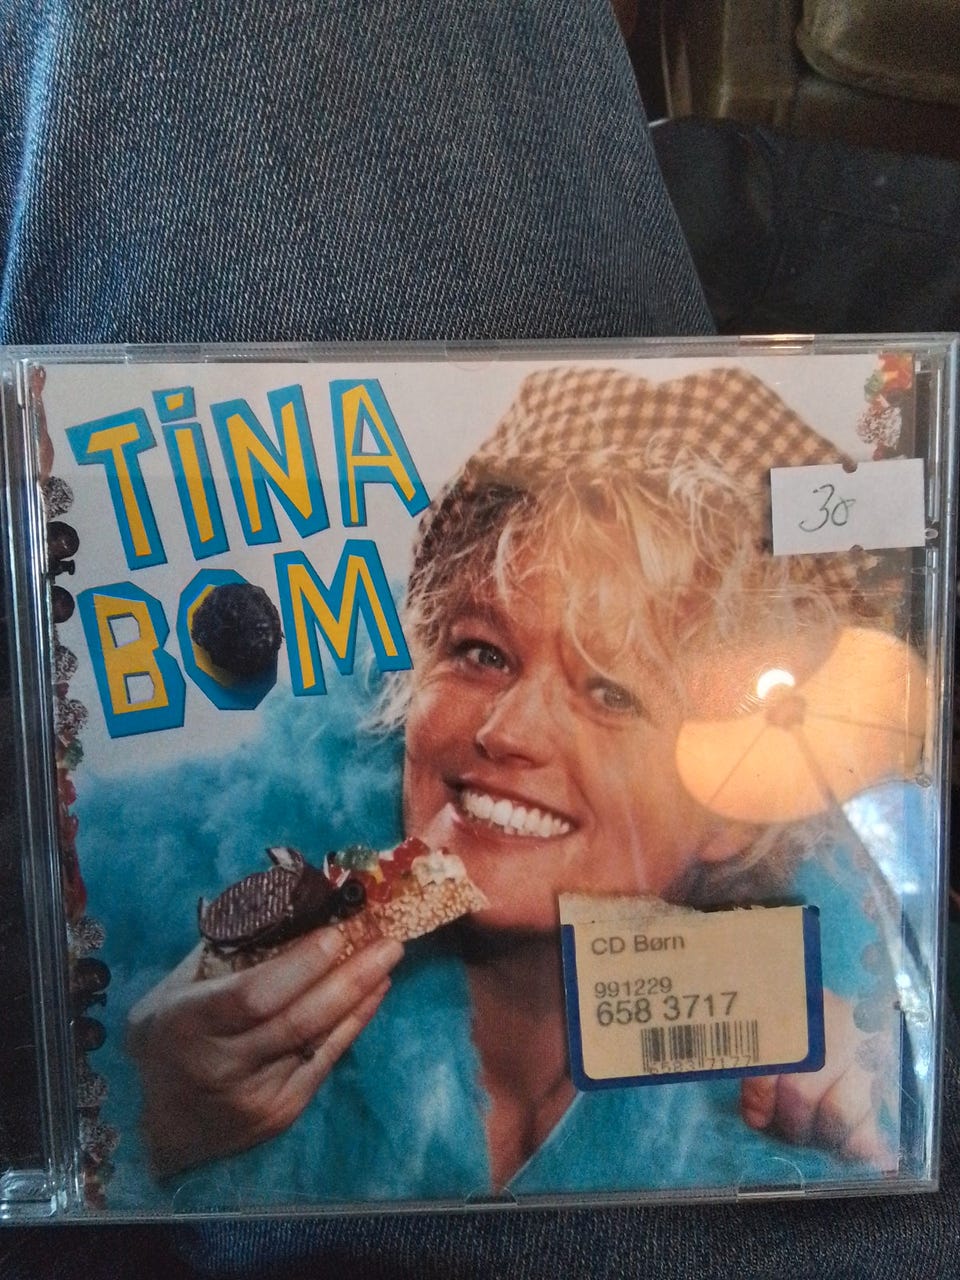 TiNA
BOM
30
CD Børn
991229
658 3717